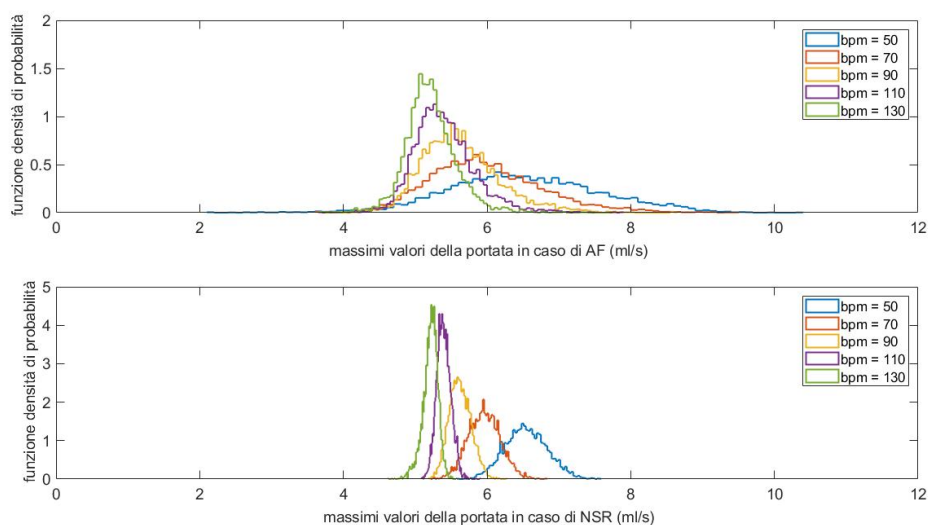 funzione densità di probabilità
2
1.5
1
0.5
0
bpm = 50
bpm = 70
bpm = 90
bpm = 110
bpm = 130
0 2 4 6 8 10 12
massimi valori della portata in caso di AF (ml/s)
funzione densità di probabilità
5
4
3
2
1
0
bpm = 50
bpm = 70
bpm = 90
bpm = 110
bpm = 130
0 2 4 6 8 10 12
massimi valori della portata in caso di NSR (ml/s)